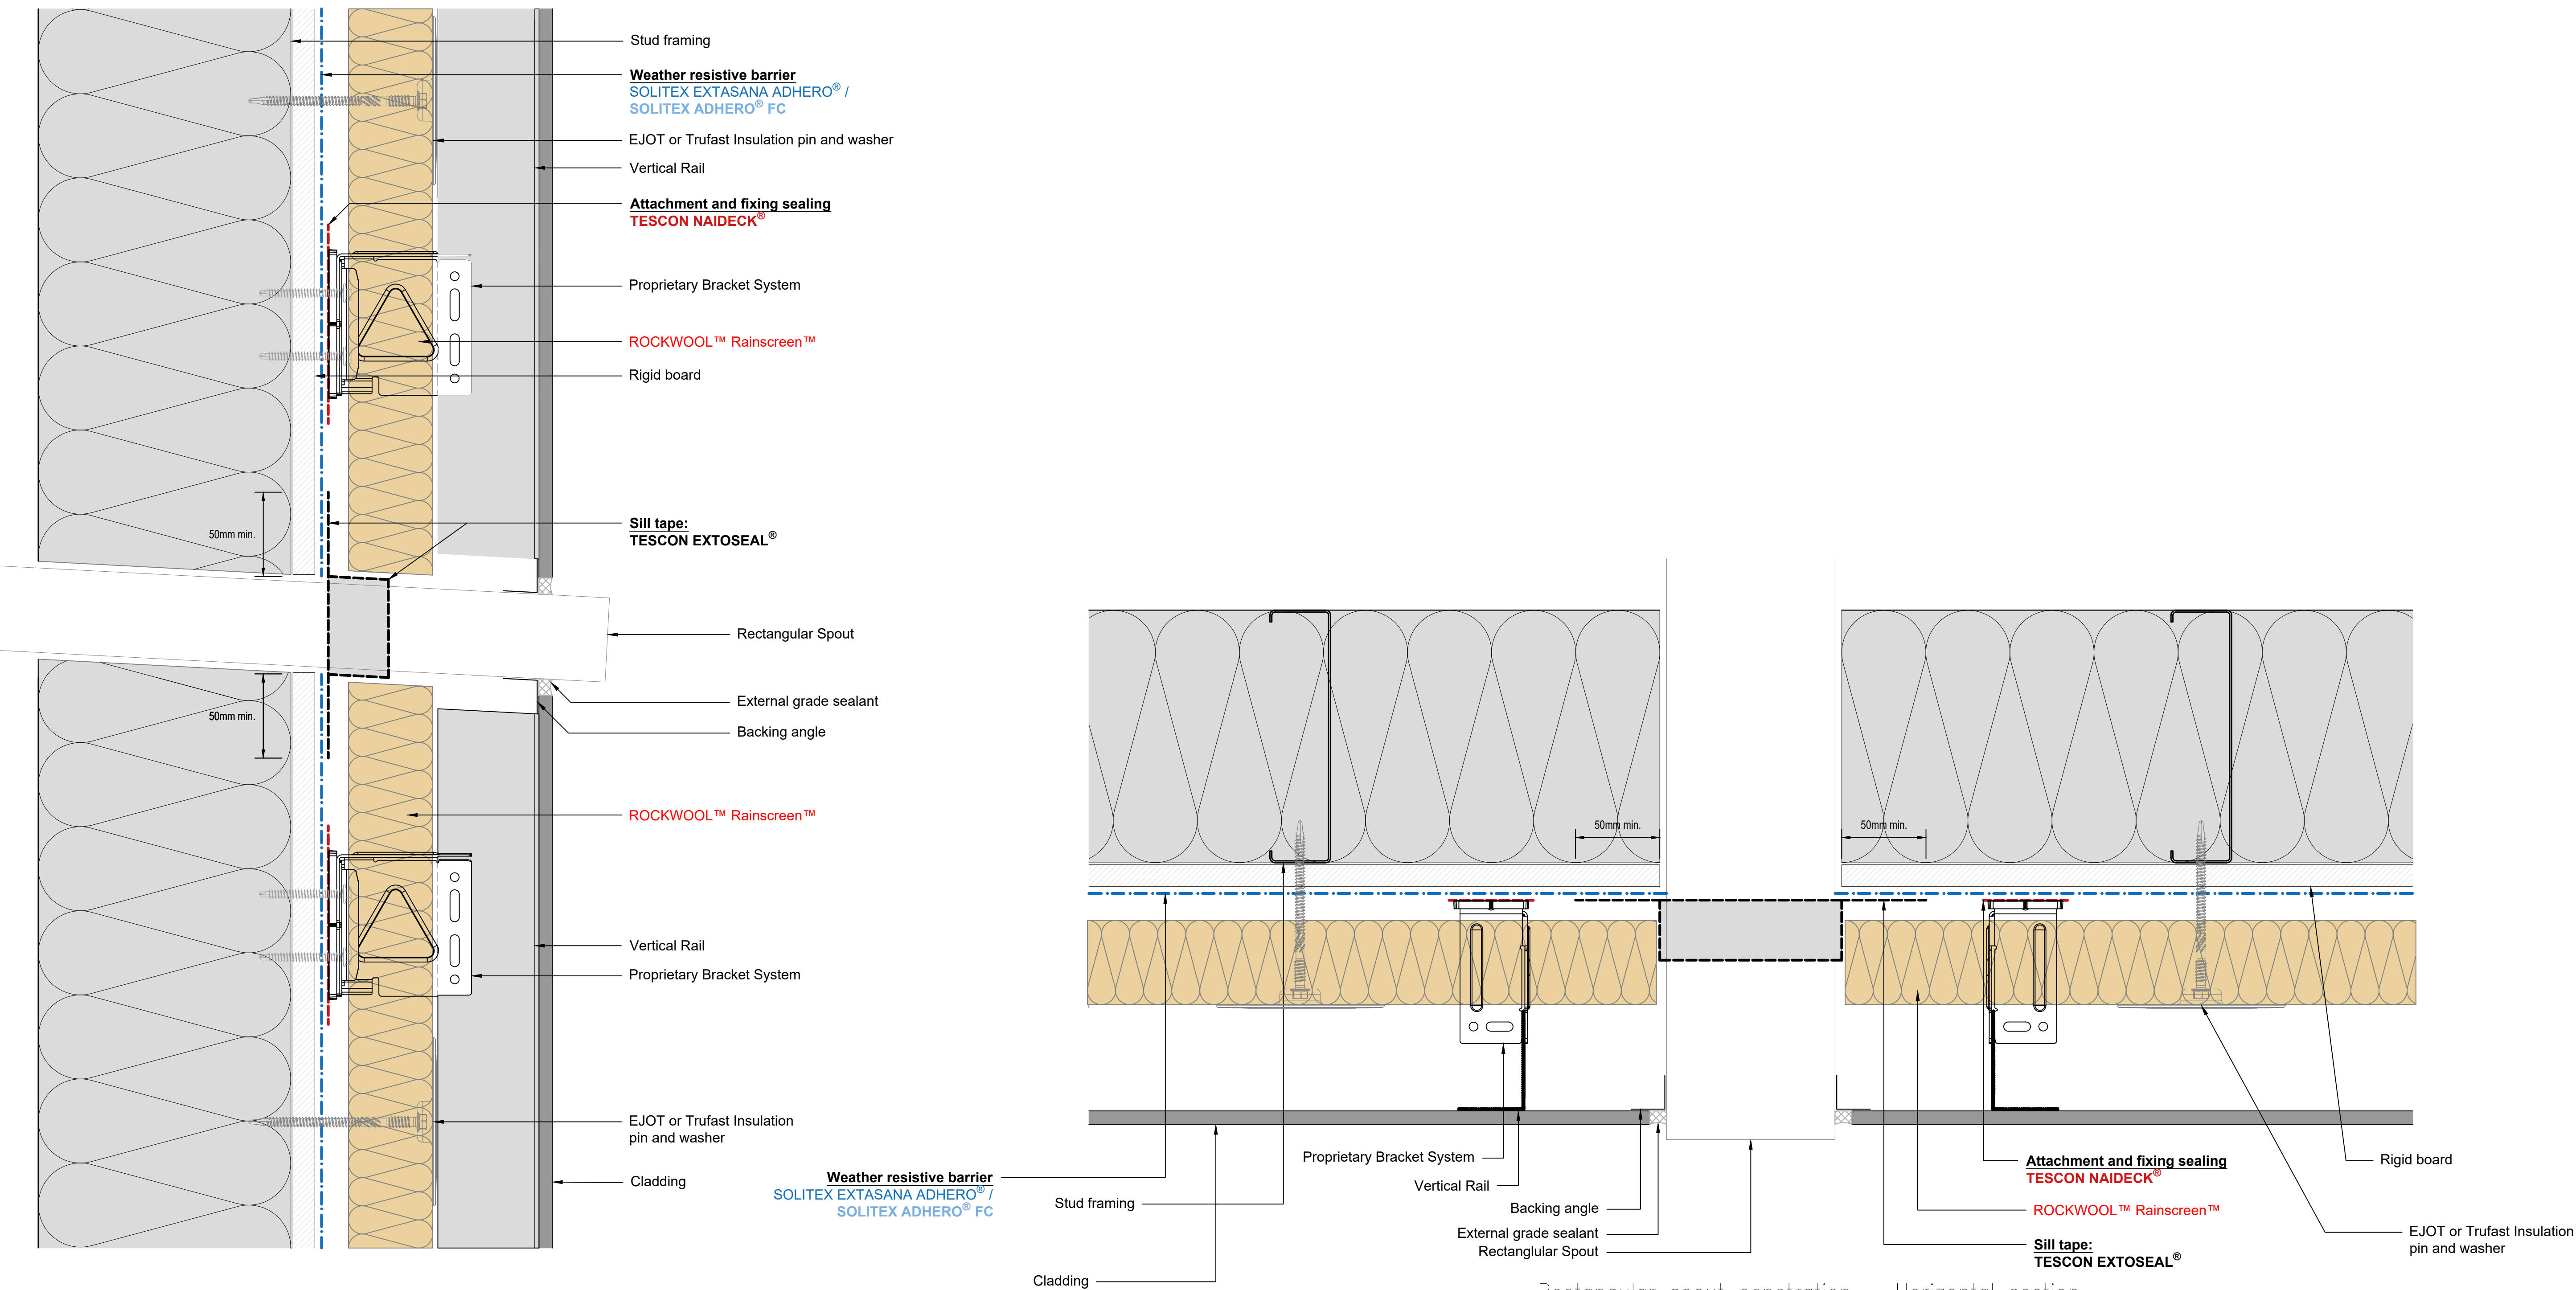 Stud framing
Weather resistive barrier
SOLITEX EXTASANA ADHERO® /
SOLITEX ADHERO® FC
EJOT or Trufast Insulation pin and washer
Vertical Rail
Attachment and fixing sealing
TESCON NAIDECK®
Proprietary Bracket System
ROCKWOOL™ Rainscreen™
Rigid board
50mm min.
Sill tape:
TESCON EXTOSEAL®
Rectangular Spout
External grade sealant
50mm min.
Backing angle
ROCKWOOL™ Rainscreen™
Vertical Rail
Proprietary Bracket System
EJOT or Trufast Insulation
pin and washer
Cladding
50mm min.
50mm min.
Weather resistive barrier
SOLITEX EXTASANA ADHERO® /
SOLITEX ADHERO® FC
Stud framing
Cladding
Proprietary Bracket System
Vertical Rail
Backing angle
External grade sealant
Rectanglular Spout
Attachment and fixing sealing
TESCON NAIDECK®
ROCKWOOL™ Rainscreen™
Sill tape:
TESCON EXTOSEAL®
Rigid board
EJOT or Trufast Insulation
pin and washer
Rectangular spout penetration Horizontal section